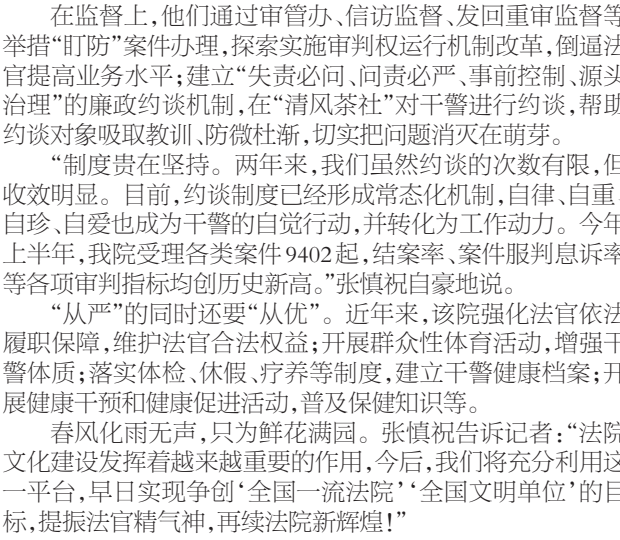 在监督上,他们通过审管办、信访监督、发回重审监督等
举措“盯防”案件办理,探索实施审判权运行机制改革,倒逼法
官提高业务水平;建立“失责必问、问责必严、事前控制、源头
治理”的廉政约谈机制,在“清风茶社”对干警进行约谈,帮助
约谈对象吸取教训、防微杜渐,切实把问题消灭在萌芽。
“制度贵在坚持。两年来,我们虽然约谈的次数有限,但
收效明显。目前,约谈制度已经形成常态化机制,自律、自重、
自珍、自爱也成为干警的自觉行动,并转化为工作动力。今年
上半年,我院受理各类案件9402起,结案率、案件服判息诉率
等各项审判指标均创历史新高。”张慎祝自豪地说。
“从严”的同时还要“从优”。近年来,该院强化法官依法
履职保障,维护法官合法权益;开展群众性体育活动,增强干
警体质;落实体检、休假、疗养等制度,建立干警健康档案;开
展健康干预和健康促进活动,普及保健知识等。
春风化雨无声,只为鲜花满园。张慎祝告诉记者:“法院
文化建设发挥着越来越重要的作用,今后,我们将充分利用这
一平台,早日实现争创‘全国一流法院’‘全国文明单位’的目
标,提振法官精气神,再续法院新辉煌!”